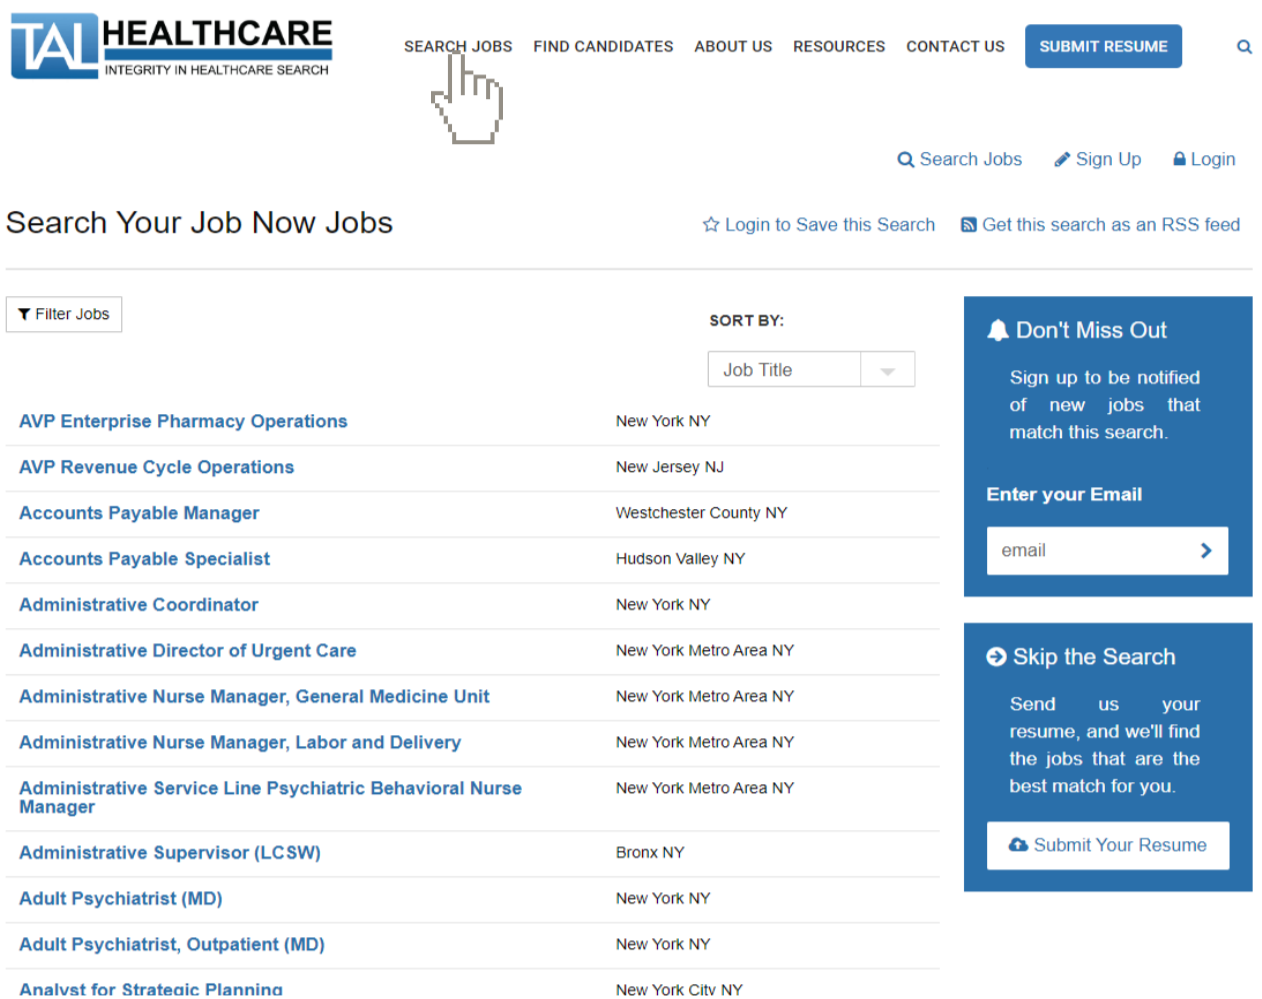 TAL HEALTHCARE
INTEGRITY IN HEALTHCARE SEARCH
SEARCH JOBS FIND CANDIDATES ABOUT US RESOURCES CONTACT US SUBMIT RESUME
Search Jobs Sign Up Login
Search Your Job Now Jobs
Login to Save this Search Get this search as an RSS feed
Filter Jobs
SORT BY:
Job Title
AVP Enterprise Pharmacy Operations New York NY
AVP Revenue Cycle Operations New Jersey NJ
Accounts Payable Manager Westchester County NY
Accounts Payable Specialist Hudson Valley NY
Administrative Coordinator New York NY
Administrative Director of Urgent Care New York Metro Area NY
Administrative Nurse Manager, General Medicine Unit New York Metro Area NY
Administrative Nurse Manager, Labor and Delivery New York Metro Area NY
Administrative Service Line Psychiatric Behavioral Nurse New York Metro Area NY
Manager
Administrative Supervisor (LCSW) Bronx NY
Adult Psychiatrist (MD) New York NY
Adult Psychiatrist, Outpatient (MD) New York NY
Analyst for Strategic Planning New York City NY
Don't Miss Out
Sign up to be notified
of new jobs that
match this search.
Enter your Email
email
Skip the Search
Send us your
resume, and we'll find
the jobs that are the
best match for you.
Submit Your Resume